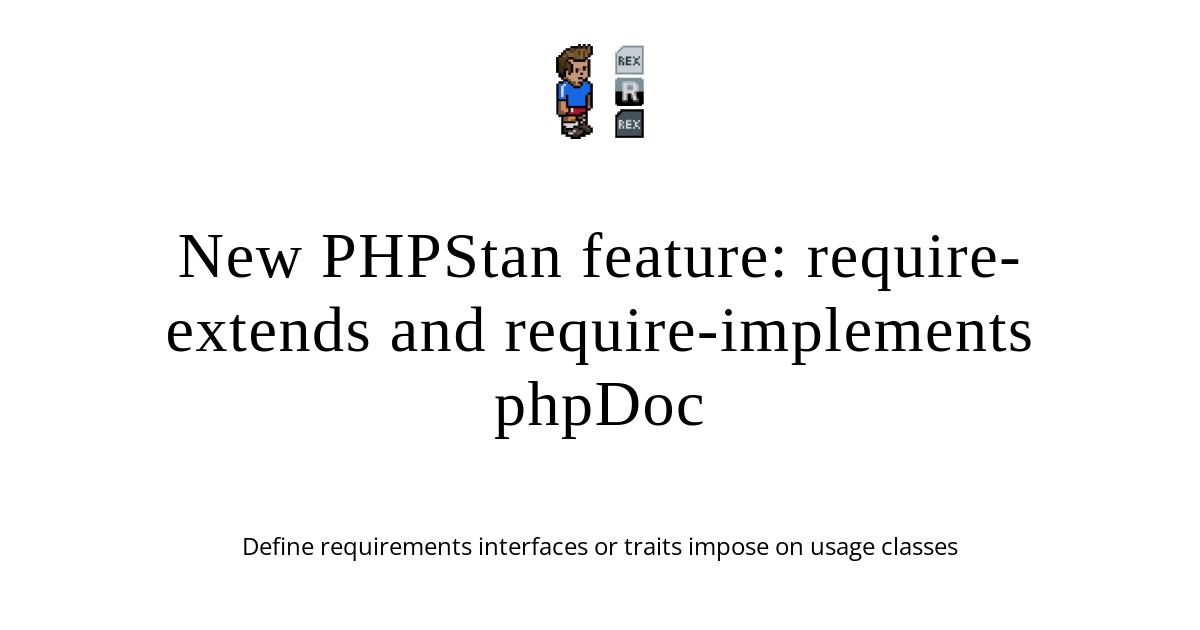 REX
R
REX
New PHPStan feature: require-
extends and require-implements
phpDoc
Define requirements interfaces or traits impose on usage classes